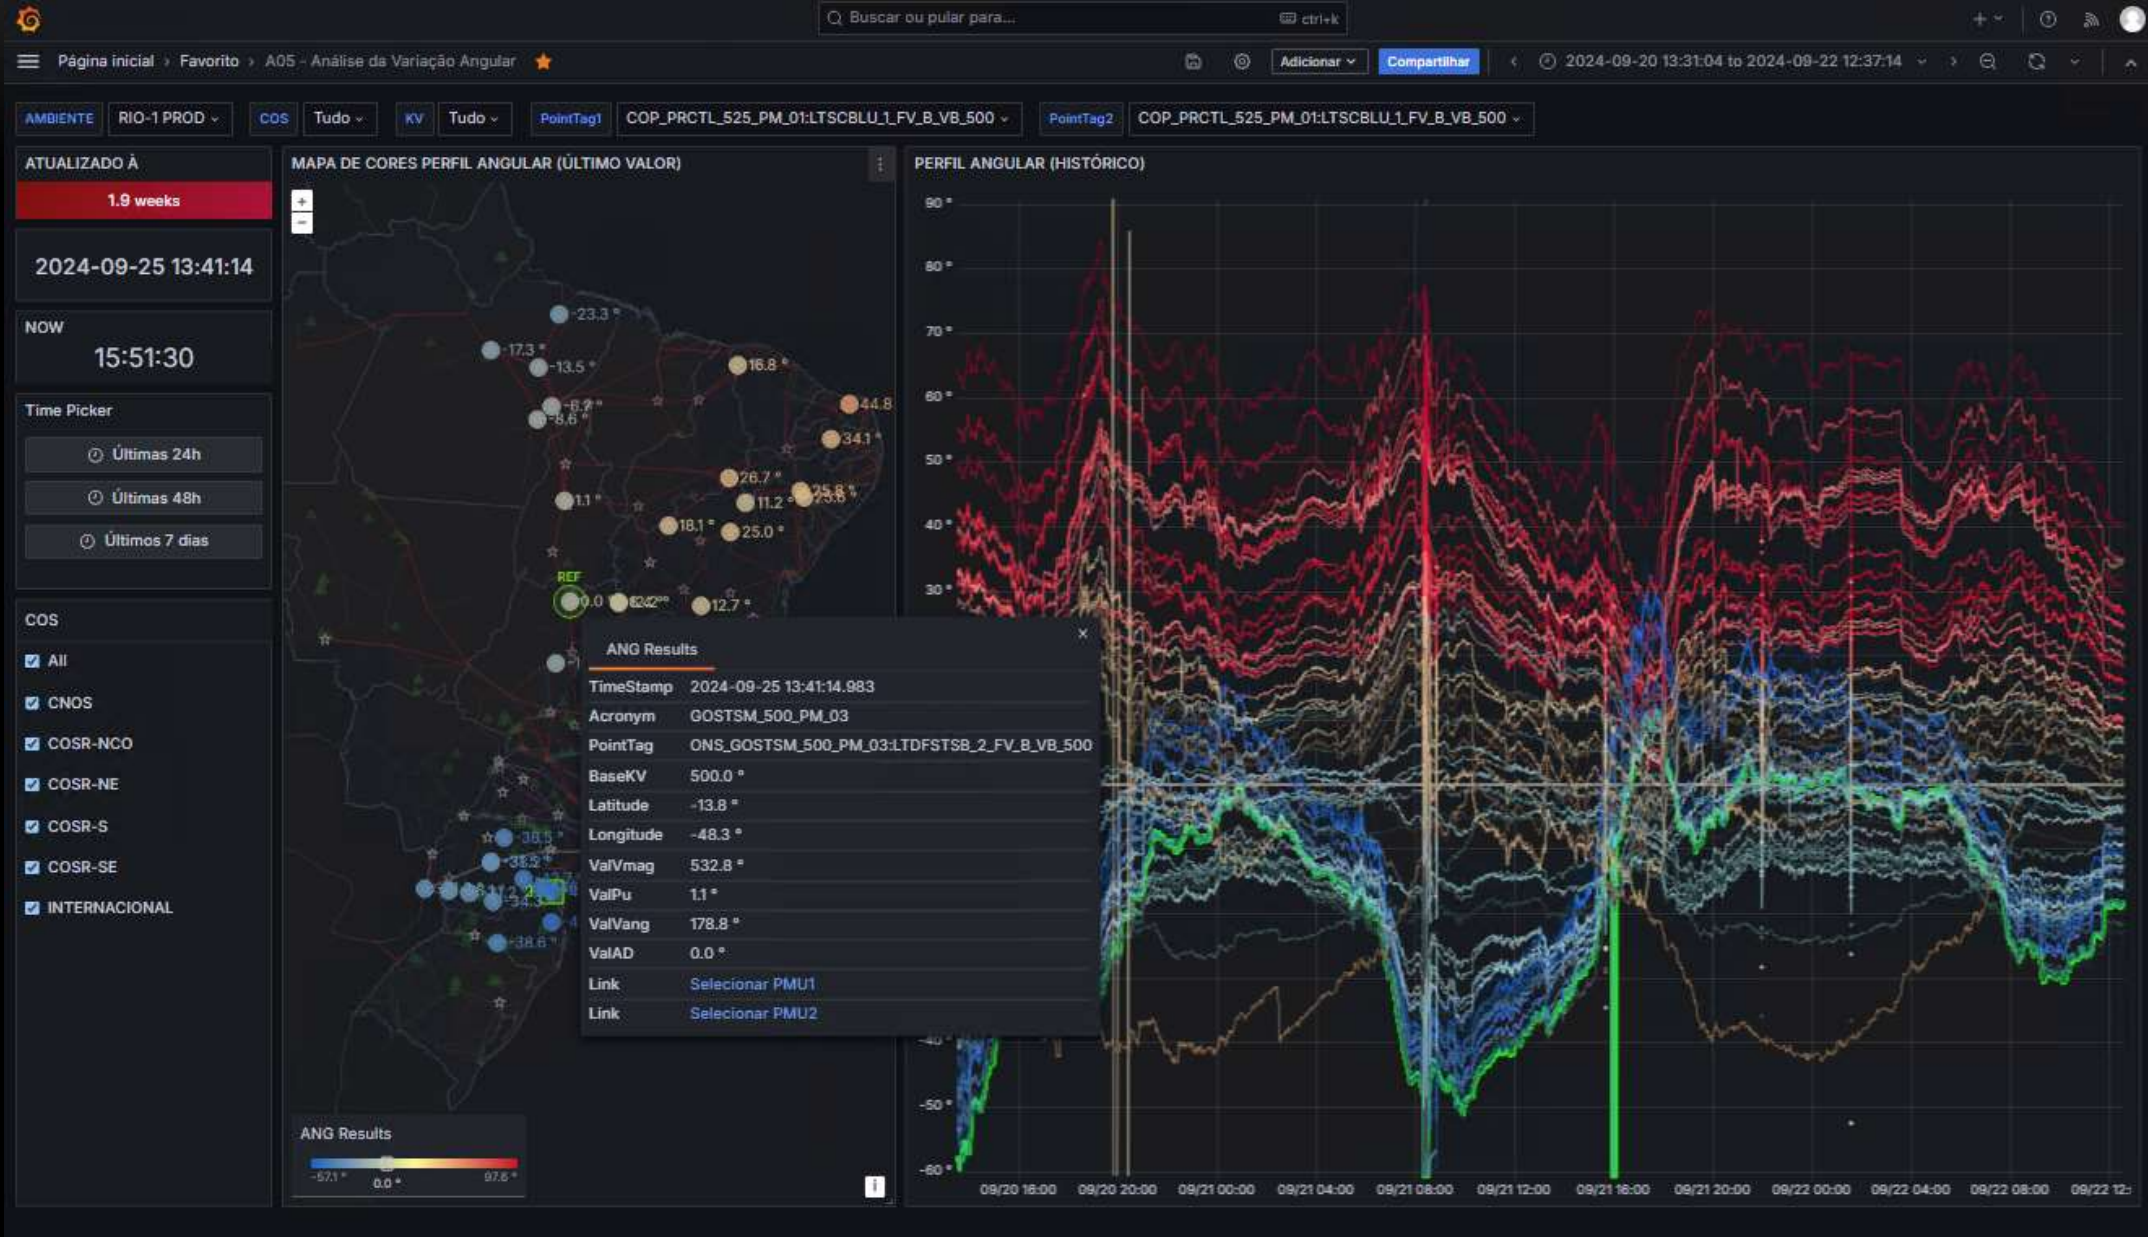 Buscar ou pular para...
ctrl+k
Página inicial › Favorito › A05 - Análise da Variação Angular
Adicionar
Compartilhar
2024-09-20 13:31:04 to 2024-09-22 12:37:14
AMBIENTE
RIO-1 PROD
COS
Tudo
KV
Tudo
PointTag1
COP_PRCTL_525_PM_01:LTSCBLU_1_FV_B_VB_500
PointTag2
COP_PRCTL_525_PM_01:LTSCBLU_1_FV_B_VB_500
ATUALIZADO À
1.9 weeks
2024-09-25 13:41:14
NOW
15:51:30
Time Picker
Últimas 24h
Últimas 48h
Últimos 7 dias
COS
All
CNOS
COSR-NCO
COSR-NE
COSR-S
COSR-SE
INTERNACIONAL
MAPA DE CORES PERFIL ANGULAR (ÚLTIMO VALOR)
+
-
-23.3 °
-17.3 °
-13.5 °
16.8 °
44.8
-8.6 °
34.1 °
26.7 °
1.1 °
11.2 °
18.1 °
25.0 °
REF
0.0
12.7 °
-38.6 °
ANG Results
-57.1 °
0.0 °
97.6 °
i
ANG Results
×
TimeStamp 2024-09-25 13:41:14.983
Acronym GOSTSM_500_PM_03
PointTag ONS_GOSTSM_500_PM_03:LTDFSTSB_2_FV_B_VB_500
BaseKV 500.0 °
Latitude -13.8 °
Longitude -48.3 °
ValVmag 532.8 °
ValPu 1.1 °
ValVang 178.8 °
ValAD 0.0 °
Link Selecionar PMU1
Link Selecionar PMU2
PERFIL ANGULAR (HISTÓRICO)
90 °
80 °
70 °
60 °
50 °
40 °
30 °
-40 °
-50 °
-60 °
09/20 16:00 09/20 20:00 09/21 00:00 09/21 04:00 09/21 08:00 09/21 12:00 09/21 16:00 09/21 20:00 09/22 00:00 09/22 04:00 09/22 08:00 09/22 12: